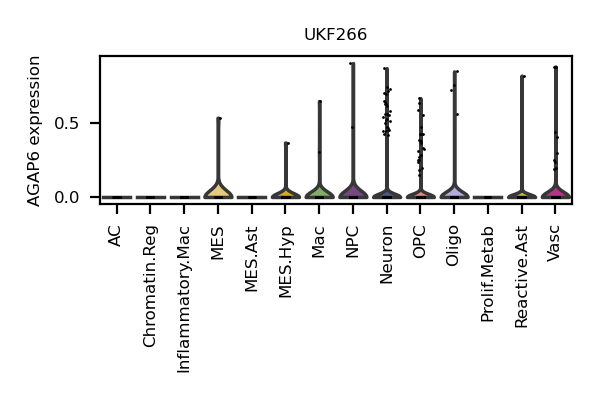 UKF266
AGAP6 expression
0.5
0.0
AC
Chromatin.Reg
Inflammatory.Mac
MES
MES.Ast
MES.Hyp
Mac
NPC
Neuron
OPC
Oligo
Prolif.Metab
Reactive.Ast
Vasc